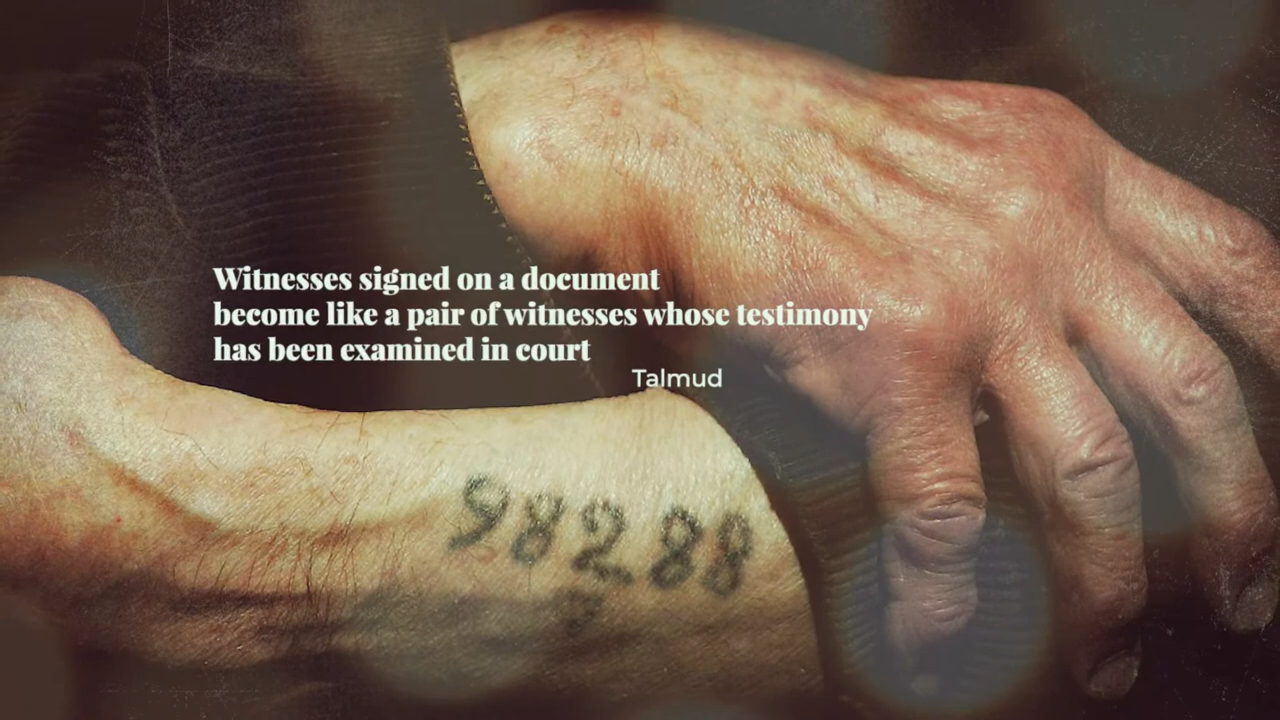 Witnesses signed on a document
become like a pair of witnesses whose testimony
has been examined in court
Talmud
98288